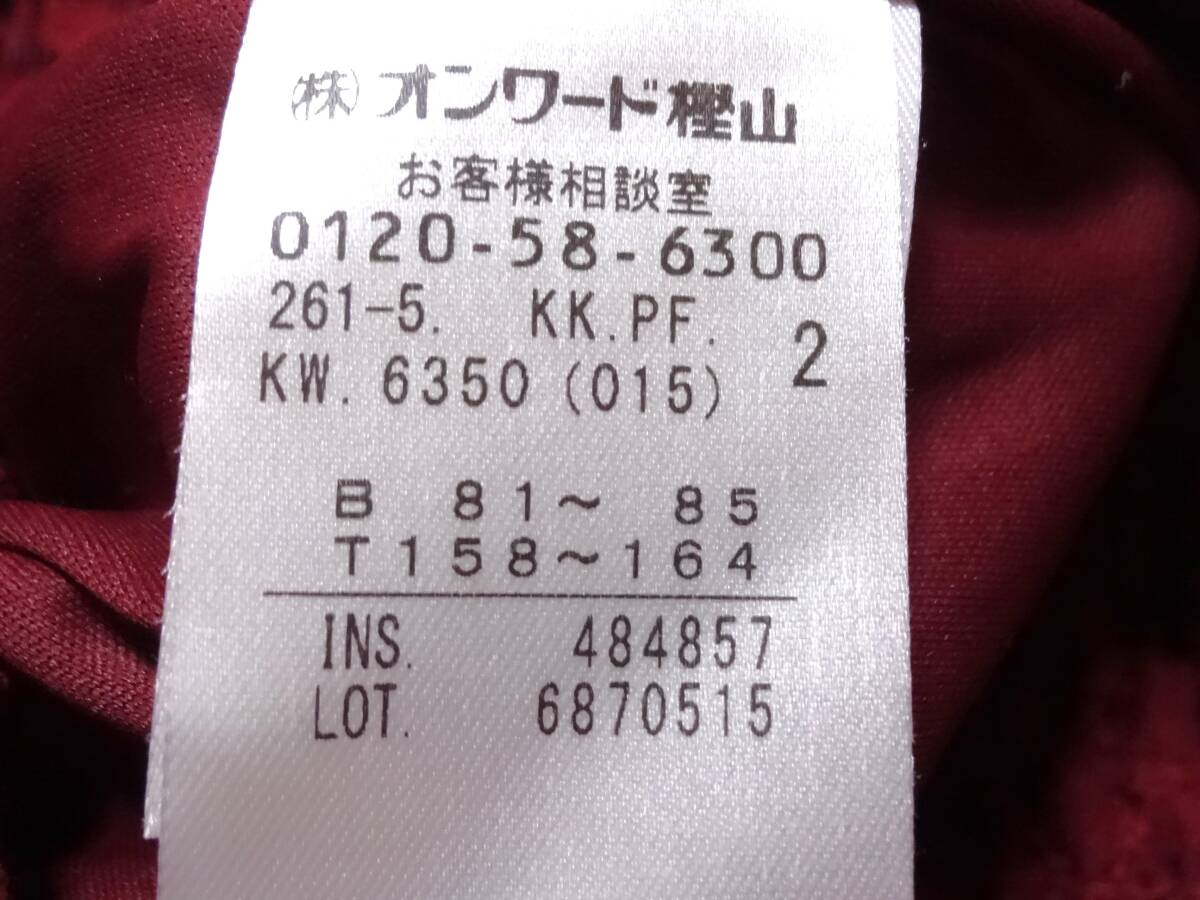 ㈱オンワード樫山
お客様相談室
0120-58-6300
261-5. KK.PF. 2
KW. 6350 (015)
B 81~ 85
T158~164
INS. 484857
LOT. 6870515